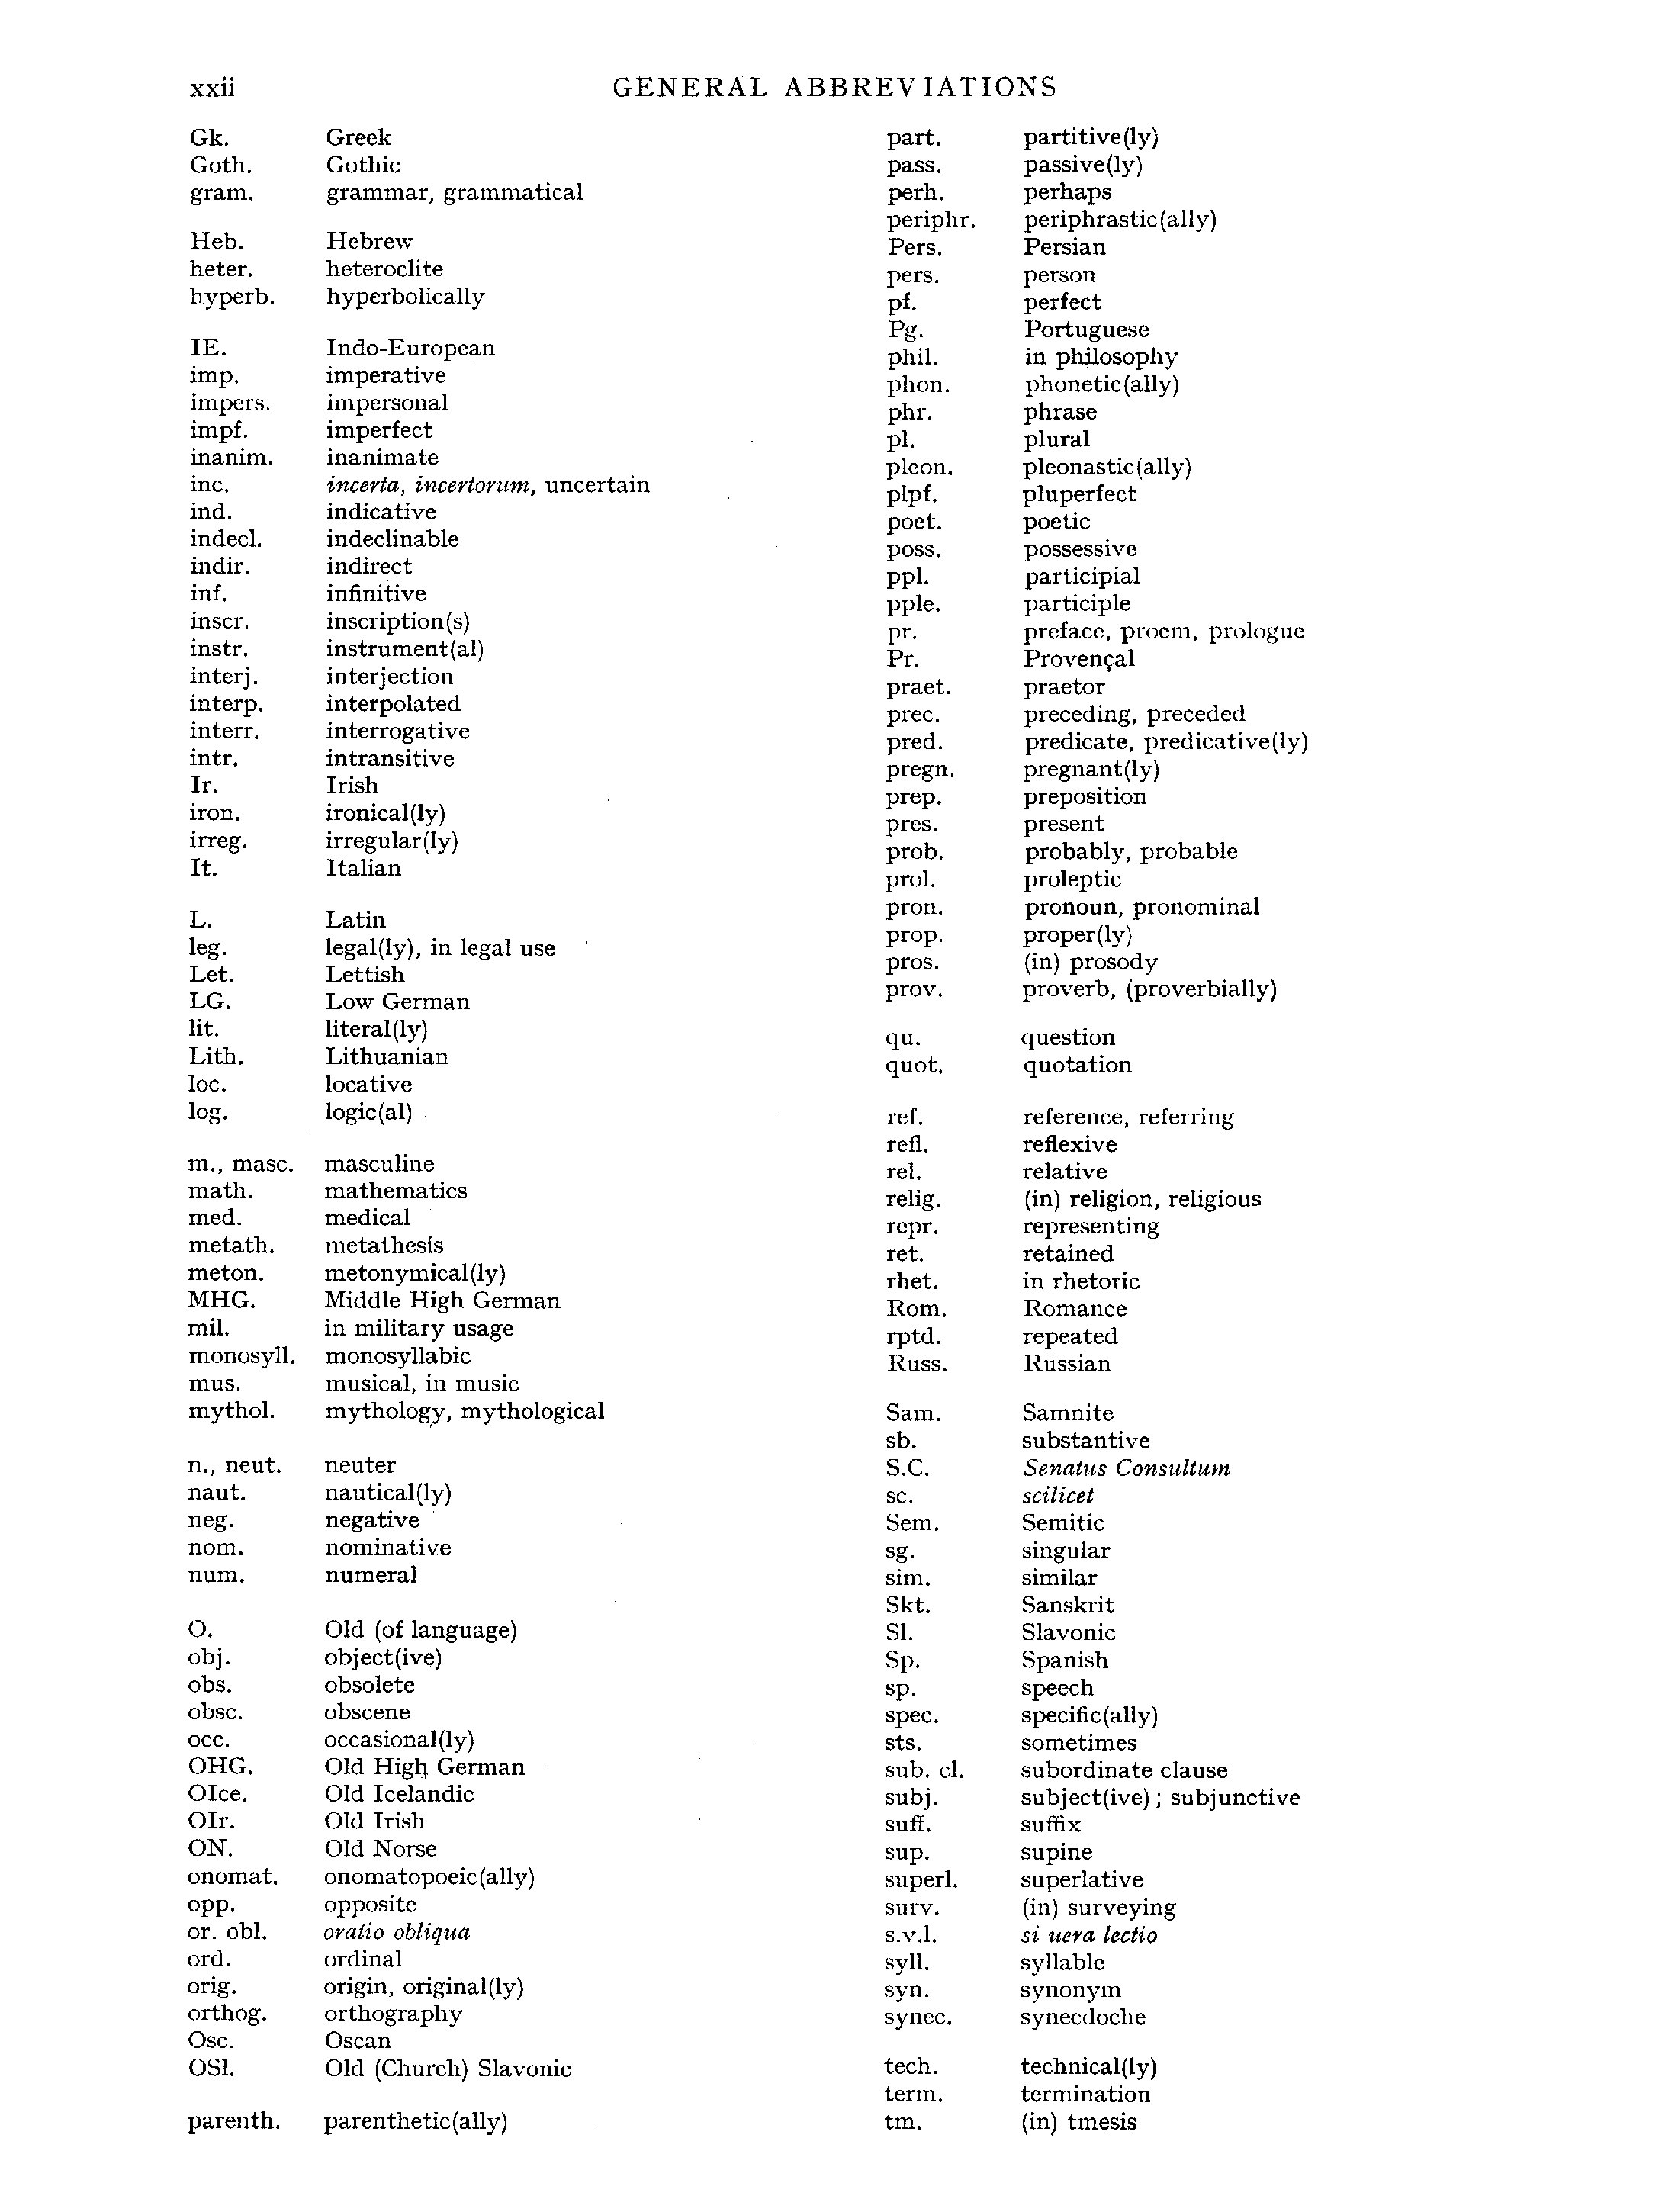 xxii GENERAL ABBREVIATIONS
Gk. Greek
Goth. Gothic
gram. grammar, grammatical
Heb. Hebrew
heter. heteroclite
hyperb. hyperbolically
IE. Indo-European
imp. imperative
impers. impersonal
impf. imperfect
inanim. inanimate
inc. incerta, incertorum, uncertain
ind. indicative
indecl. indeclinable
indir. indirect
inf. infinitive
inscr. inscription(s)
instr. instrument(al)
interj. interjection
interp. interpolated
interr. interrogative
intr. intransitive
Ir. Irish
iron. ironical(ly)
irreg. irregular(ly)
It. Italian
L. Latin
leg. legal(ly), in legal use
Let. Lettish
LG. Low German
lit. literal(ly)
Lith. Lithuanian
loc. locative
log. logic(al)
m., masc. masculine
math. mathematics
med. medical
metath. metathesis
meton. metonymical(ly)
MHG. Middle High German
mil. in military usage
monosyll. monosyllabic
mus. musical, in music
mythol. mythology, mythological
n., neut. neuter
naut. nautical(ly)
neg. negative
nom. nominative
num. numeral
O. Old (of language)
obj. object(ive)
obs. obsolete
obsc. obscene
occ. occasional(ly)
OHG. Old High German
OIce. Old Icelandic
OIr. Old Irish
ON. Old Norse
onomat. onomatopoeic(ally)
opp. opposite
or. obl. oratio obliqua
ord. ordinal
orig. origin, original(ly)
orthog. orthography
Osc. Oscan
OSl. Old (Church) Slavonic
parenth. parenthetic(ally)
part. partitive(ly)
pass. passive(ly)
perh. perhaps
periphr. periphrastic(ally)
Pers. Persian
pers. person
pf. perfect
Pg. Portuguese
phil. in philosophy
phon. phonetic(ally)
phr. phrase
pl. plural
pleon. pleonastic(ally)
plpf. pluperfect
poet. poetic
poss. possessive
ppl. participial
pple. participle
pr. preface, proem, prologue
Pr. Provençal
praet. praetor
prec. preceding, preceded
pred. predicate, predicative(ly)
pregn. pregnant(ly)
prep. preposition
pres. present
prob. probably, probable
prol. proleptic
pron. pronoun, pronominal
prop. proper(ly)
pros. (in) prosody
prov. proverb, (proverbially)
qu. question
quot. quotation
ref. reference, referring
refl. reflexive
rel. relative
relig. (in) religion, religious
repr. representing
ret. retained
rhet. in rhetoric
Rom. Romance
rptd. repeated
Russ. Russian
Sam. Samnite
sb. substantive
S.C. Senatus Consultum
sc. scilicet
Sem. Semitic
sg. singular
sim. similar
Skt. Sanskrit
Sl. Slavonic
Sp. Spanish
sp. speech
spec. specific(ally)
sts. sometimes
sub. cl. subordinate clause
subj. subject(ive) ; subjunctive
suff. suffix
sup. supine
superl. superlative
surv. (in) surveying
s.v.l. si uera lectio
syll. syllable
syn. synonym
synec. synecdoche
tech. technical(ly)
term. termination
tm. (in) tmesis